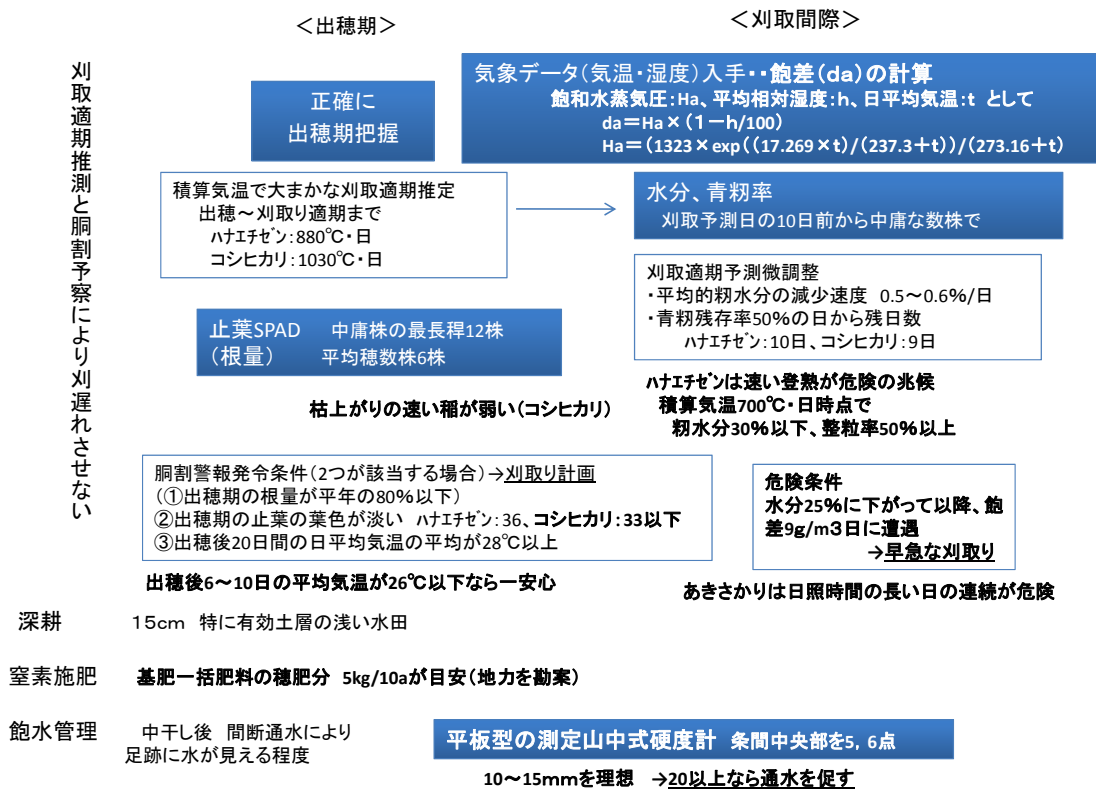 ＜出穂期＞
＜刈取間際＞
刈取適期推測と胴割予察により刈遅れさせない
正確に
出穂期把握
気象データ（気温・湿度）入手・・飽差（da）の計算
飽和水蒸気圧：Ha、平均相対湿度：h、日平均気温：t として
da＝Ha×（1－h/100）
Ha＝（1323×exp（（17.269×t）/（237.3＋t））/（273.16＋t）
積算気温で大まかな刈取適期推定
出穂～刈取り適期まで
ﾊﾅｴﾁｾﾞﾝ：880℃・日
コシヒカリ：1030℃・日
水分、青籾率
刈取予測日の10日前から中庸な数株で
刈取適期予測微調整
・平均的籾水分の減少速度 0.5～0.6%/日
・青籾残存率50%の日から残日数
ﾊﾅｴﾁｾﾞﾝ：10日、コシヒカリ：9日
止葉SPAD 中庸株の最長稈12株
（根量） 平均穂数株6株
枯上がりの速い稲が弱い（コシヒカリ）
ﾊﾅｴﾁｾﾞﾝは速い登熟が危険の兆候
積算気温700℃・日時点で
籾水分30%以下、整粒率50%以上
胴割警報発令条件（2つが該当する場合）→刈取り計画
（①出穂期の根量が平年の80%以下）
②出穂期の止葉の葉色が淡い ﾊﾅｴﾁｾﾞﾝ：36、コシヒカリ：33以下
③出穂後20日間の日平均気温の平均が28℃以上
危険条件
水分25%に下がって以降、飽
差9g/m3日に遭遇
→早急な刈取り
出穂後6～10日の平均気温が26℃以下なら一安心
あきさかりは日照時間の長い日の連続が危険
深耕 15cm 特に有効土層の浅い水田
窒素施肥 基肥一括肥料の穂肥分 5kg/10aが目安（地力を勘案）
飽水管理 中干し後 間断通水により
足跡に水が見える程度
平板型の測定山中式硬度計 条間中央部を5，6点
10～15mmを理想 →20以上なら通水を促す